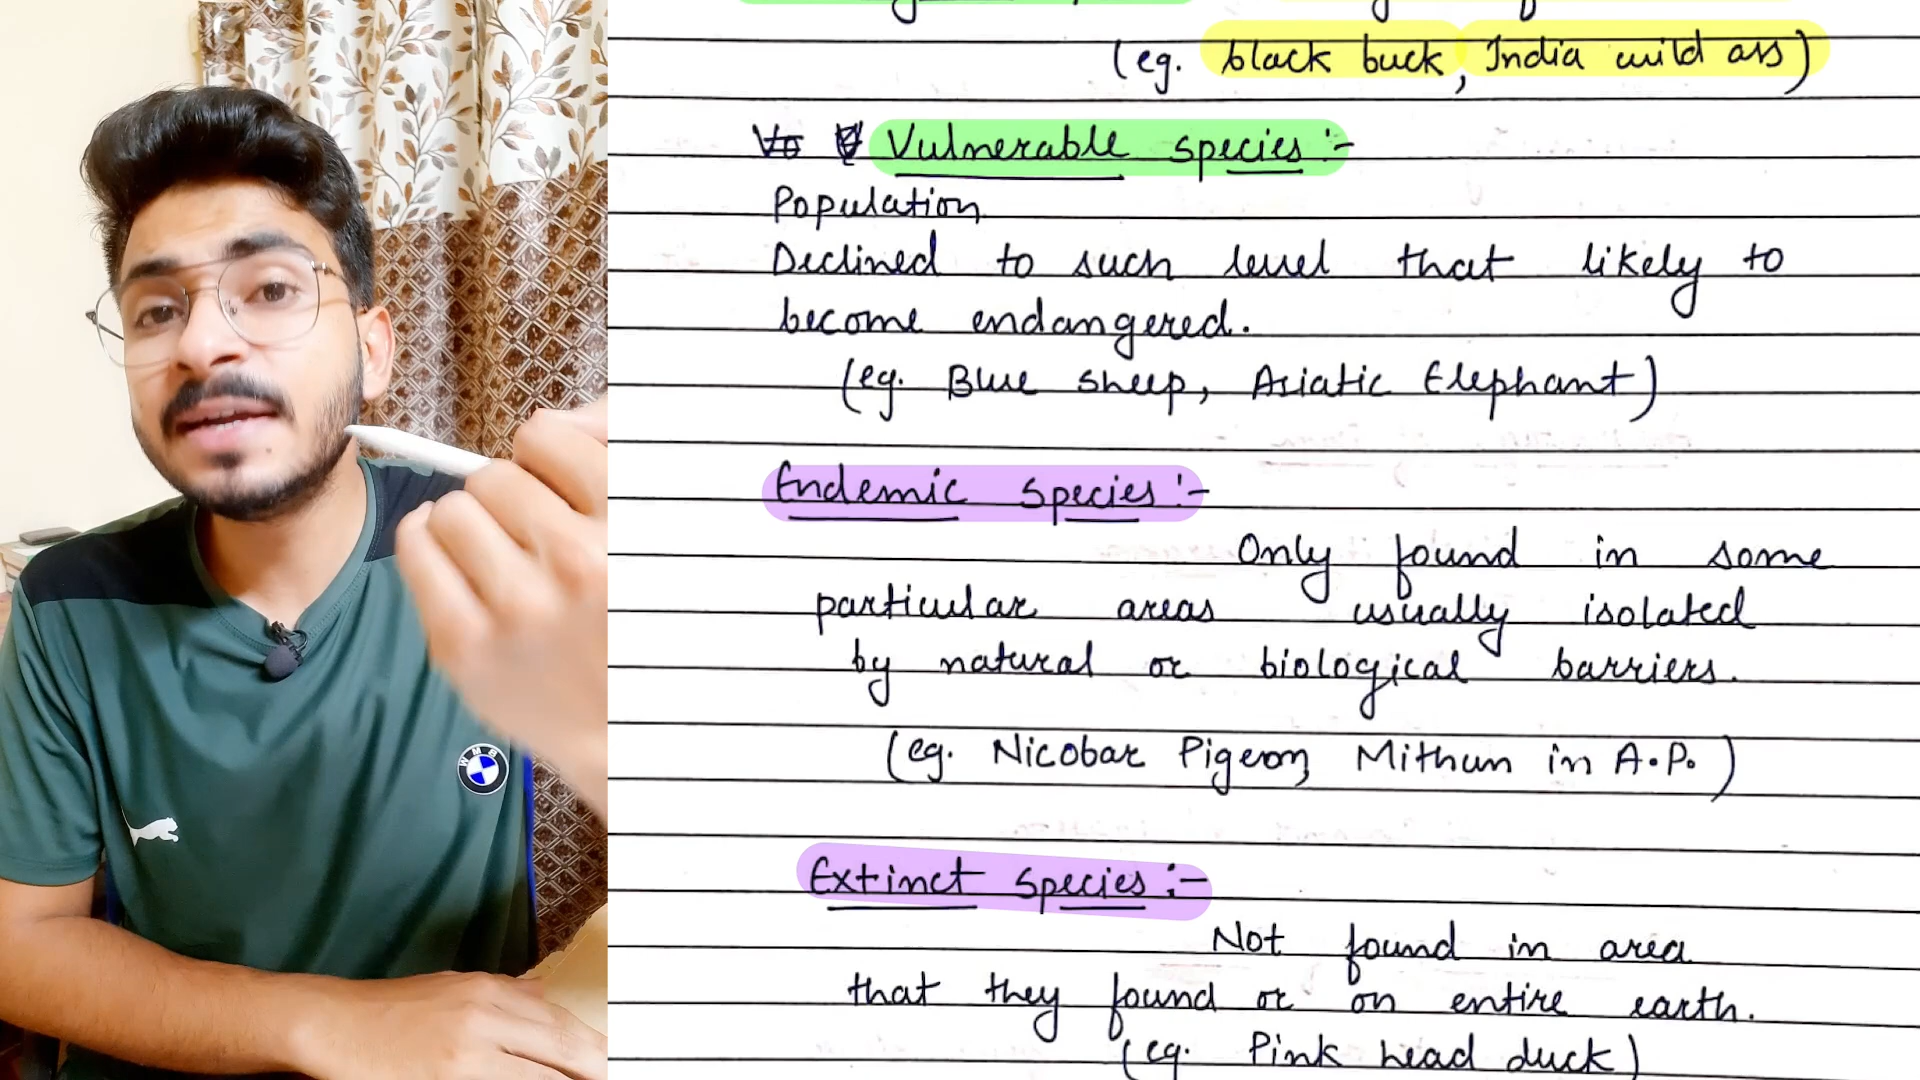 (eg. black buck, India wild ass)
Vulnerable species :-
Population
Declined to such level that likely to
become endangered.
(eg. Blue sheep, Asiatic Elephant)
Endemic Species :-
Only found in some
particular areas usually isolated
by natural or biological barriers.
(eg. Nicobar Pigeon, Mithun in A.P.)
Extinct Species :-
Not found in area
that they found or on entire earth.
(eg. Pink head duck)
BMW